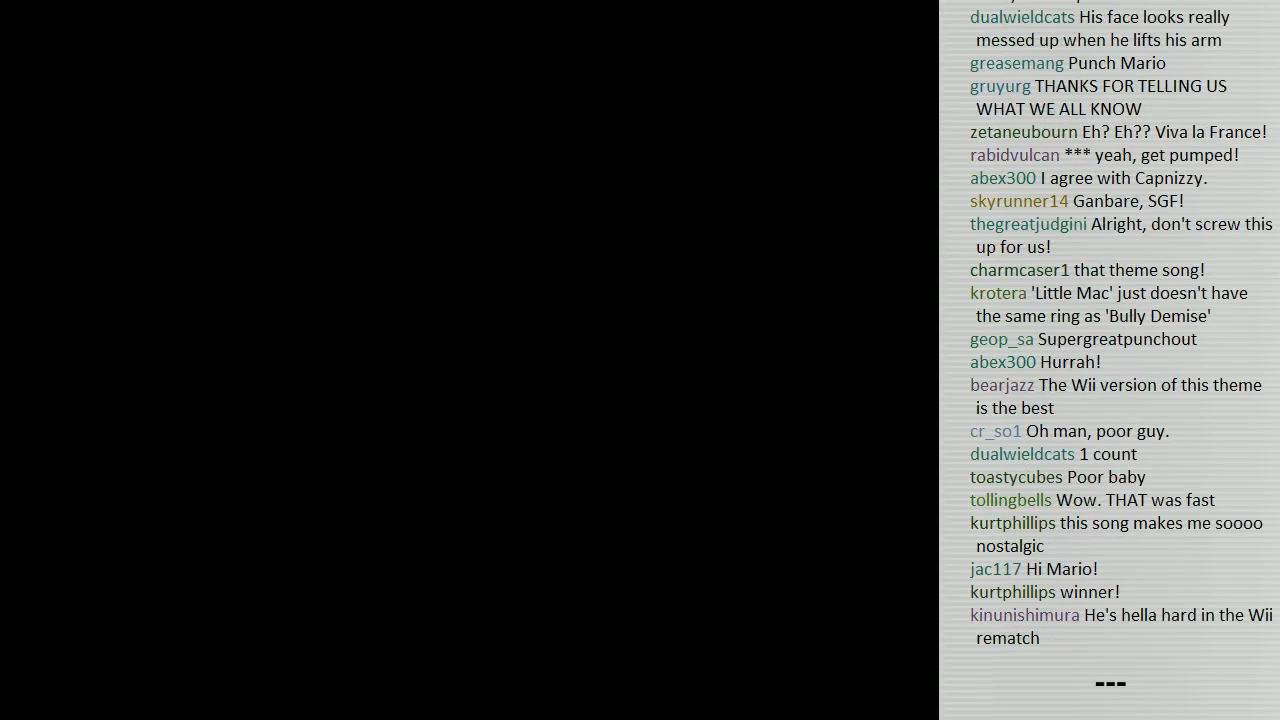 dualwieldcats His face looks really
messed up when he lifts his arm
greasemang Punch Mario
gruyurg THANKS FOR TELLING US
WHAT WE ALL KNOW
zetaneubourn Eh? Eh?? Viva la France!
rabidvulcan *** yeah, get pumped!
abex300 I agree with Capnizzy.
skyrunner14 Ganbare, SGF!
thegreatjudgini Alright, don't screw this
up for us!
charmcaser1 that theme song!
krotera 'Little Mac' just doesn't have
the same ring as 'Bully Demise'
geop_sa Supergreatpunchout
abex300 Hurrah!
bearjazz The Wii version of this theme
is the best
cr_so1 Oh man, poor guy.
dualwieldcats 1 count
toastycubes Poor baby
tollingbells Wow. THAT was fast
kurtphillips this song makes me soooo
nostalgic
jac117 Hi Mario!
kurtphillips winner!
kinunishimura He's hella hard in the Wii
rematch
---